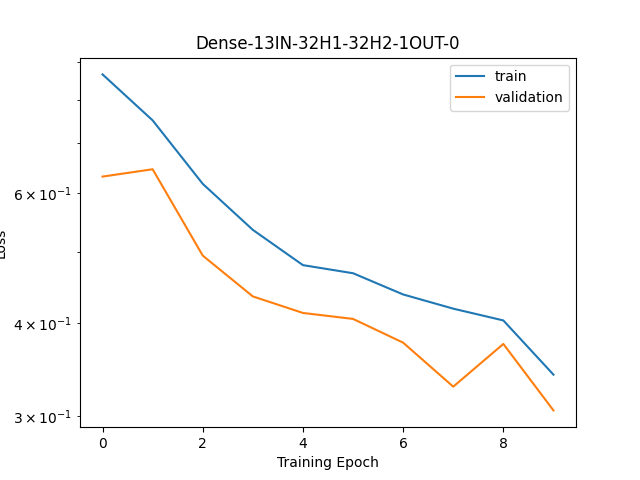 Dense-13IN-32H1-32H2-1OUT-0
train
validation
6 × 10⁻¹
4 × 10⁻¹
3 × 10⁻¹
Loss
0 2 4 6 8
Training Epoch